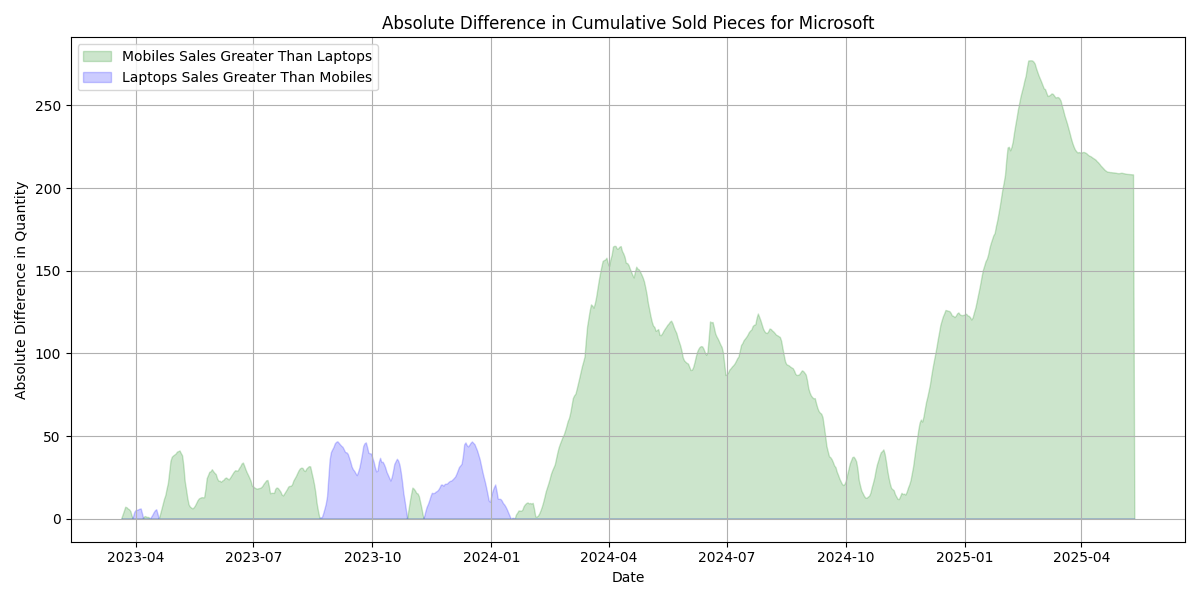 Absolute Difference in Cumulative Sold Pieces for Microsoft
Mobiles Sales Greater Than Laptops
Laptops Sales Greater Than Mobiles
Absolute Difference in Quantity
250
200
150
100
50
0
2023-04 2023-07 2023-10 2024-01 2024-04 2024-07 2024-10 2025-01 2025-04
Date